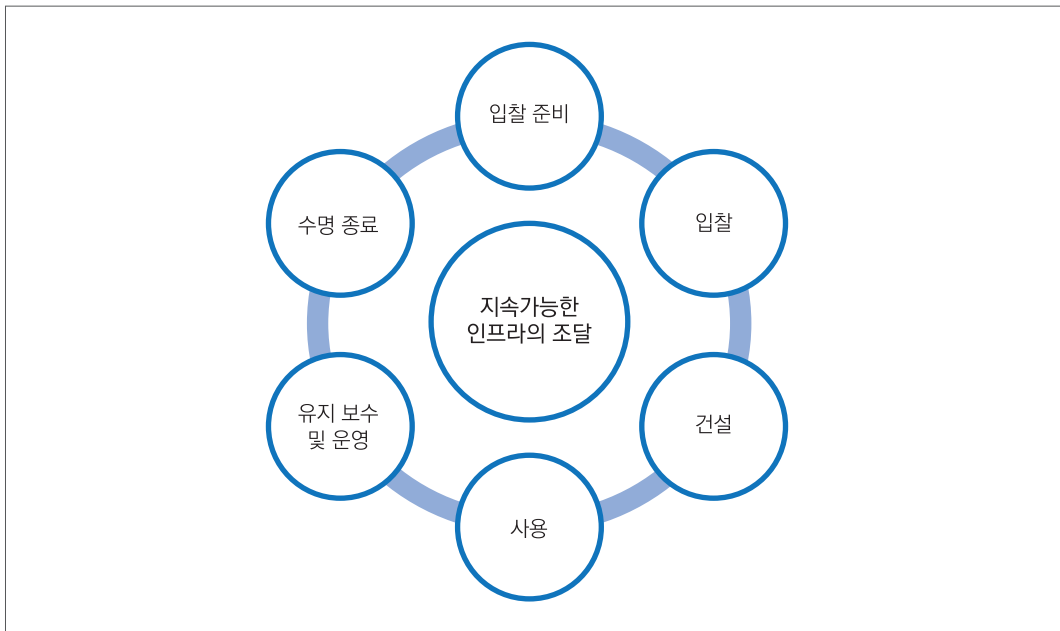 입찰 준비
입찰
건설
사용
유지 보수
및 운영
수명 종료
지속가능한
인프라의 조달